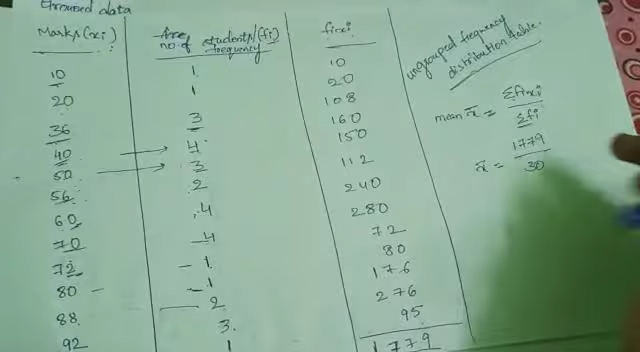 Grouped data
Marks (xi)
no. of students (fi)
frequency
fixi
ungrouped frequency
distribution table.
10 1 10
20 1 20
36 3 108
40 4 160
50 3 150
56 2 112
60 4 240
70 4 280
72 1 72
80 1 80
88 2 176
92 3 276
1 95
1779
mean x̄ = Σfixi / Σfi
x̄ = 1779 / 30